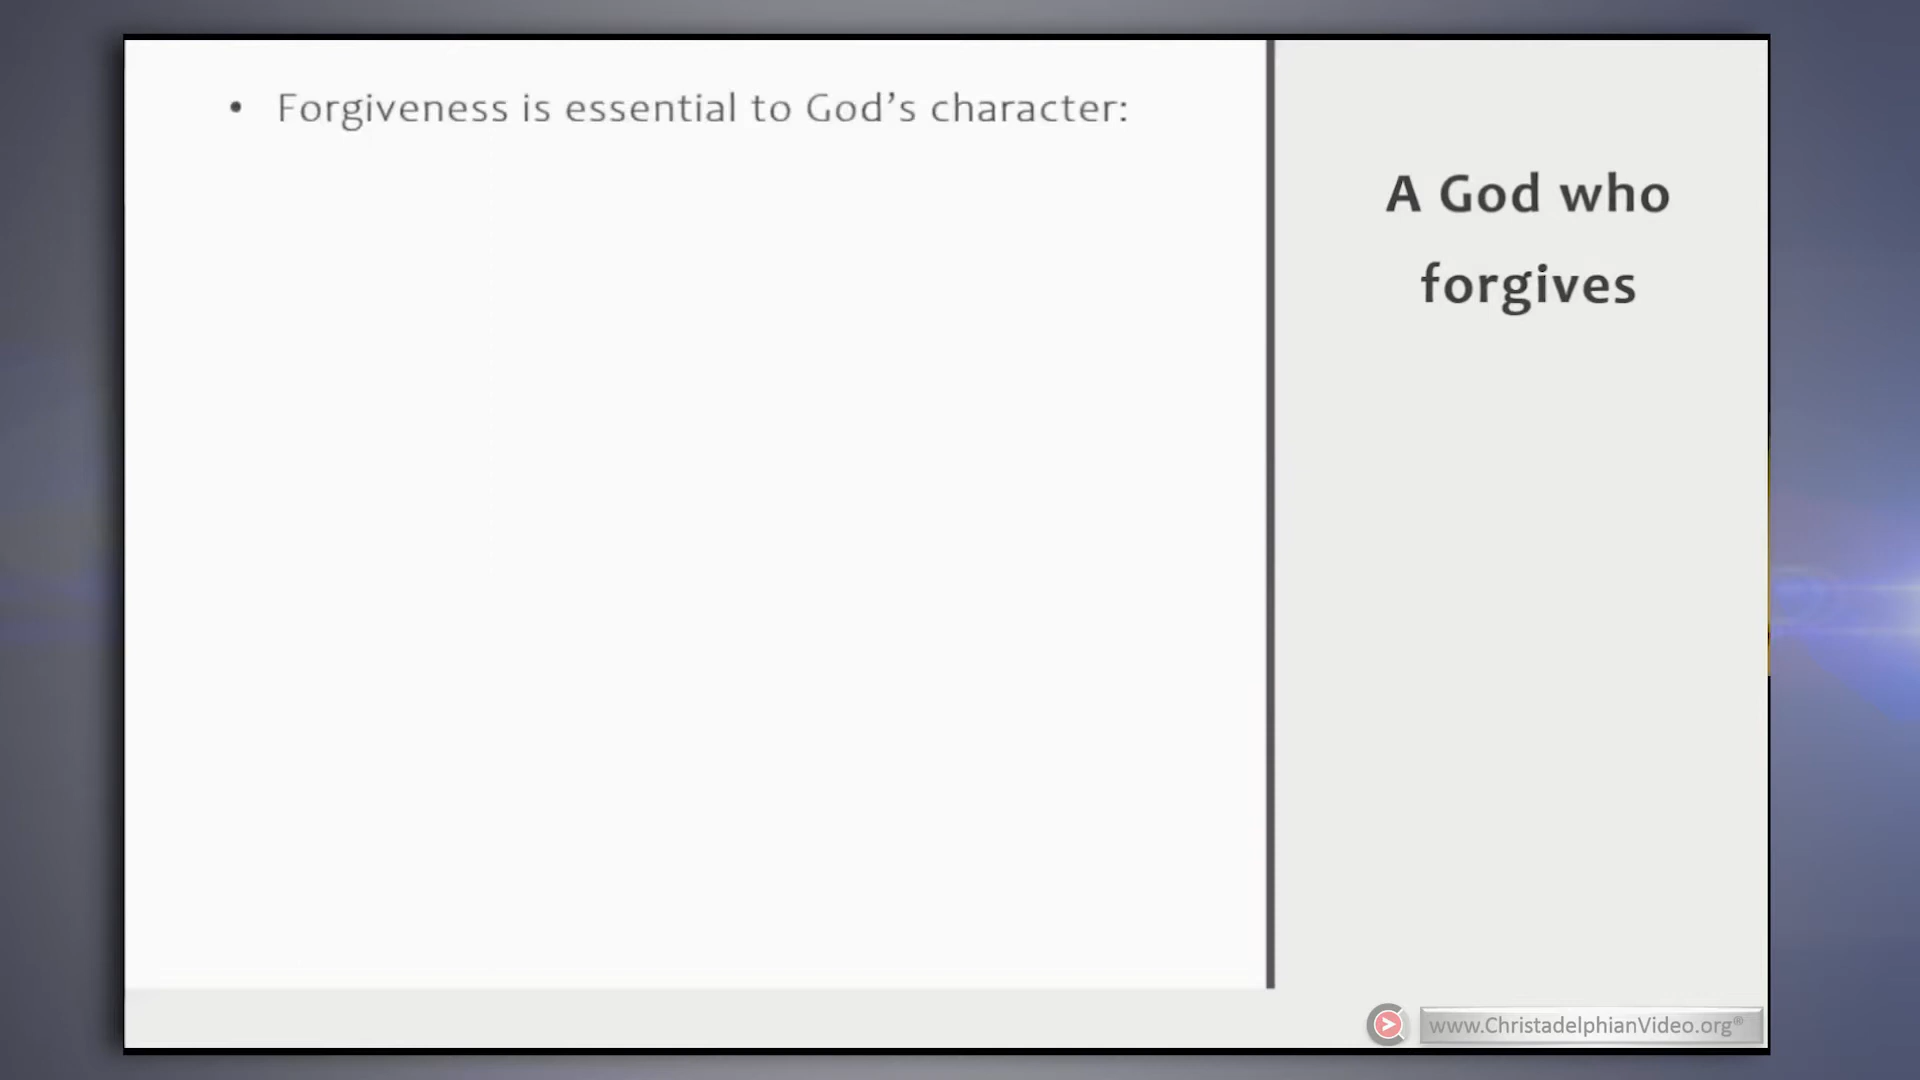 • Forgiveness is essential to God’s character:
A God who
forgives
www.ChristadelphianVideo.org®